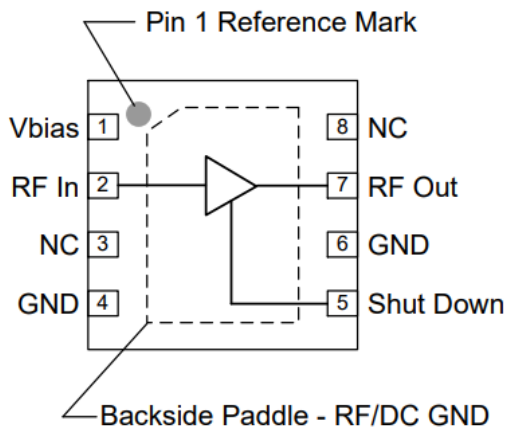 Pin 1 Reference Mark
Vbias 1 8 NC
RF In 2 7 RF Out
NC 3 6 GND
GND 4 5 Shut Down
Backside Paddle - RF/DC GND